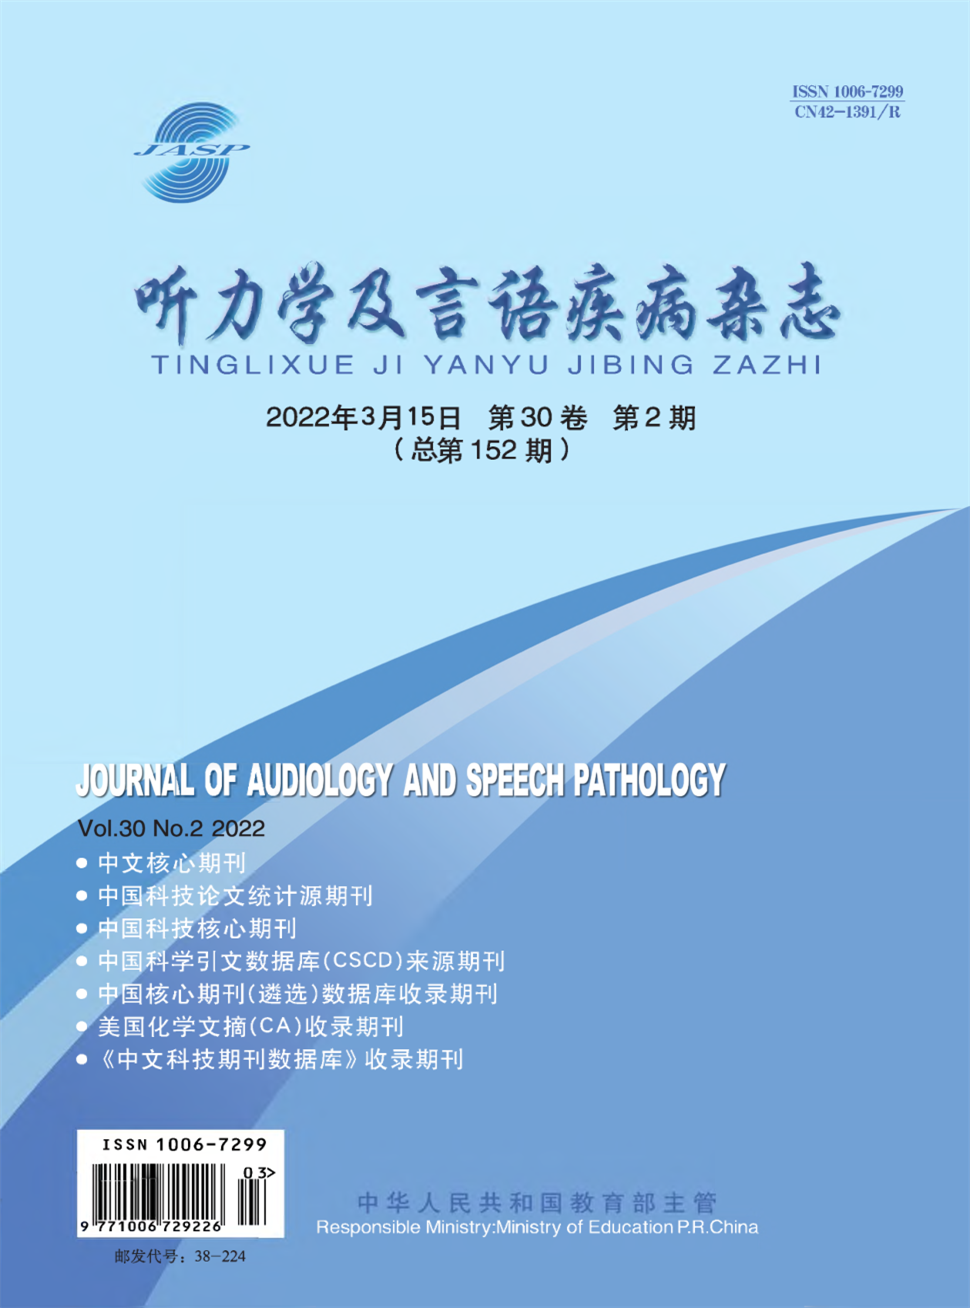 ISSN 1006-7299
CN42-1391/R
JASP
听力学及言语疾病杂志
TINGLIXUE JI YANYU JIBING ZAZHI
2022年3月15日 第30卷 第2期
（总第152期）
JOURNAL OF AUDIOLOGY AND SPEECH PATHOLOGY
Vol.30 No.2 2022
● 中文核心期刊
● 中国科技论文统计源期刊
● 中国科技核心期刊
● 中国科学引文数据库(CSCD)来源期刊
● 中国核心期刊(遴选)数据库收录期刊
● 美国化学文摘(CA)收录期刊
● 《中文科技期刊数据库》收录期刊
ISSN 1006-7299
03>
9 771006 729226
邮发代号：38-224
中华人民共和国教育部主管
Responsible Ministry:Ministry of Education P.R.China